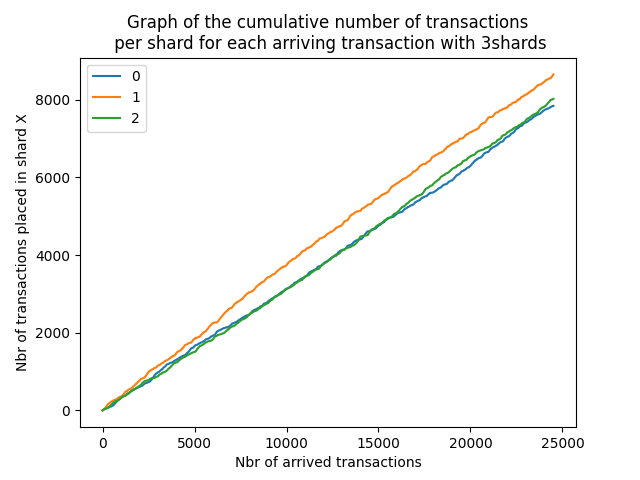 Graph of the cumulative number of transactions
per shard for each arriving transaction with 3shards
0
1
2
8000
6000
4000
2000
0
Nbr of transactions placed in shard X
0 5000 10000 15000 20000 25000
Nbr of arrived transactions